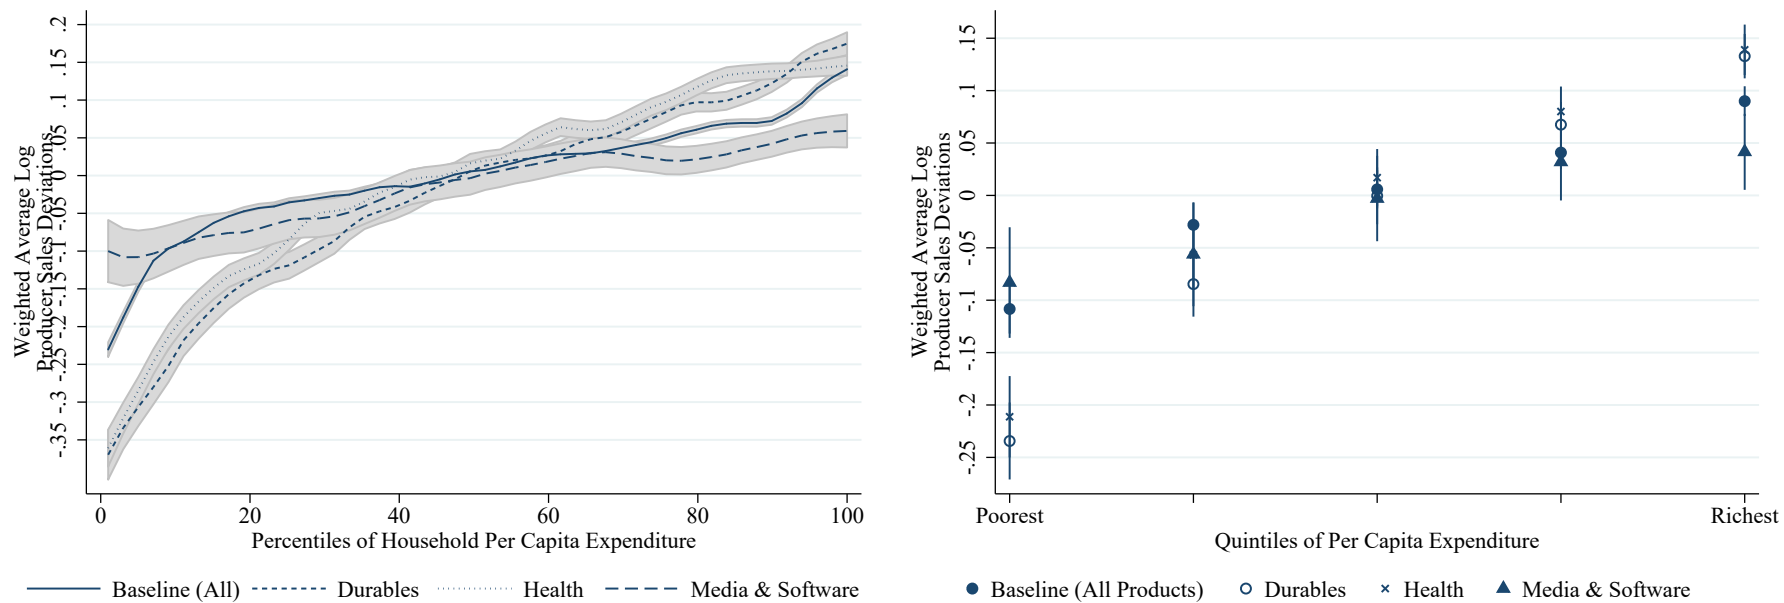 Weighted Average Log
Producer Sales Deviations
.2
.15
.1
.05
0
-.05
-.1
-.15
-.2
-.25
-.3
-.35
0 20 40 60 80 100
Percentiles of Household Per Capita Expenditure
Baseline (All) Durables Health Media & Software
Weighted Average Log
Producer Sales Deviations
.15
.1
.05
0
-.05
-.1
-.15
-.2
-.25
Poorest Richest
Quintiles of Per Capita Expenditure
Baseline (All Products) Durables Health Media & Software